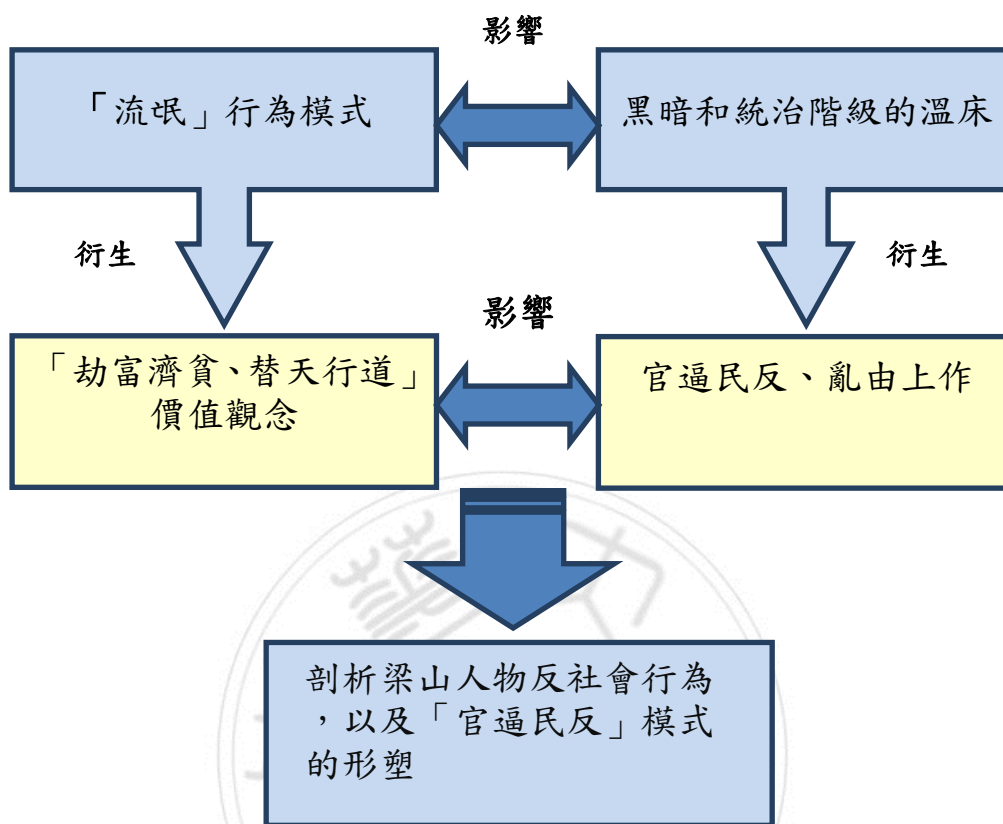 影響
「流氓」行為模式
黑暗和統治階級的溫床
衍生
衍生
影響
「劫富濟貧、替天行道」
價值觀念
官逼民反、亂由上作
剖析梁山人物反社會行為
，以及「官逼民反」模式
的形塑